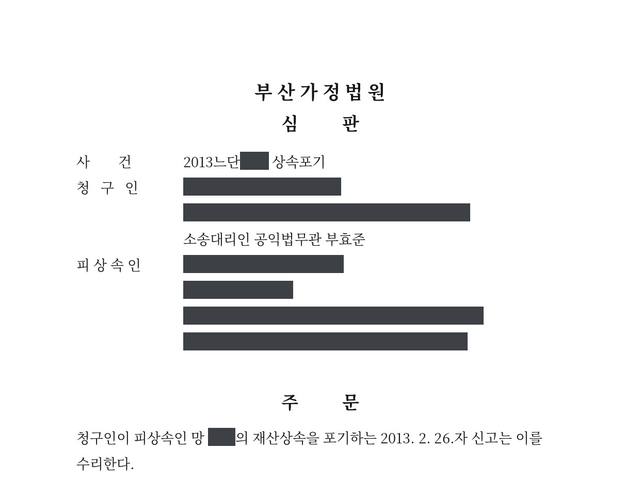 부산가정법원
심 판
사 건 2013느단 상속포기
청 구 인
소송대리인 공익법무관 부효준
피상속인
주 문
청구인이 피상속인 망 의 재산상속을 포기하는 2013. 2. 26.자 신고는 이를
수리한다.